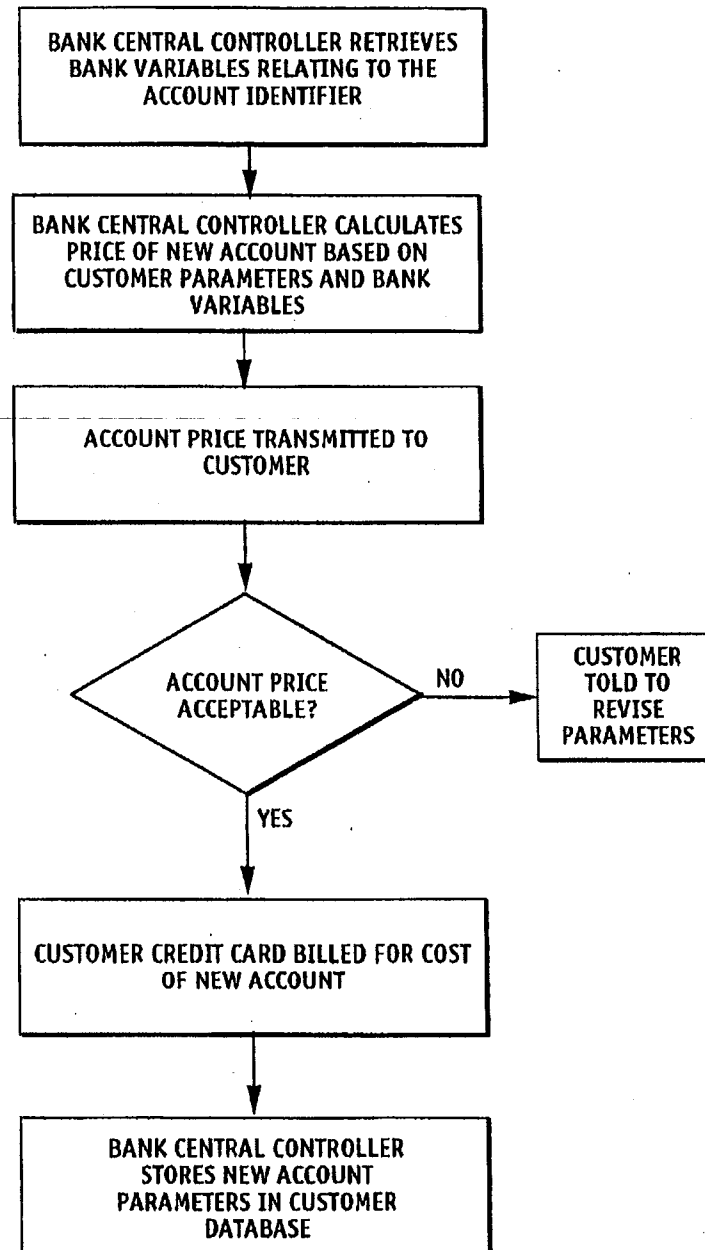 BANK CENTRAL CONTROLLER RETRIEVES
BANK VARIABLES RELATING TO THE
ACCOUNT IDENTIFIER
BANK CENTRAL CONTROLLER CALCULATES
PRICE OF NEW ACCOUNT BASED ON
CUSTOMER PARAMETERS AND BANK
VARIABLES
ACCOUNT PRICE TRANSMITTED TO
CUSTOMER
ACCOUNT PRICE
ACCEPTABLE?
NO
CUSTOMER
TOLD TO
REVISE
PARAMETERS
YES
CUSTOMER CREDIT CARD BILLED FOR COST
OF NEW ACCOUNT
BANK CENTRAL CONTROLLER
STORES NEW ACCOUNT
PARAMETERS IN CUSTOMER
DATABASE